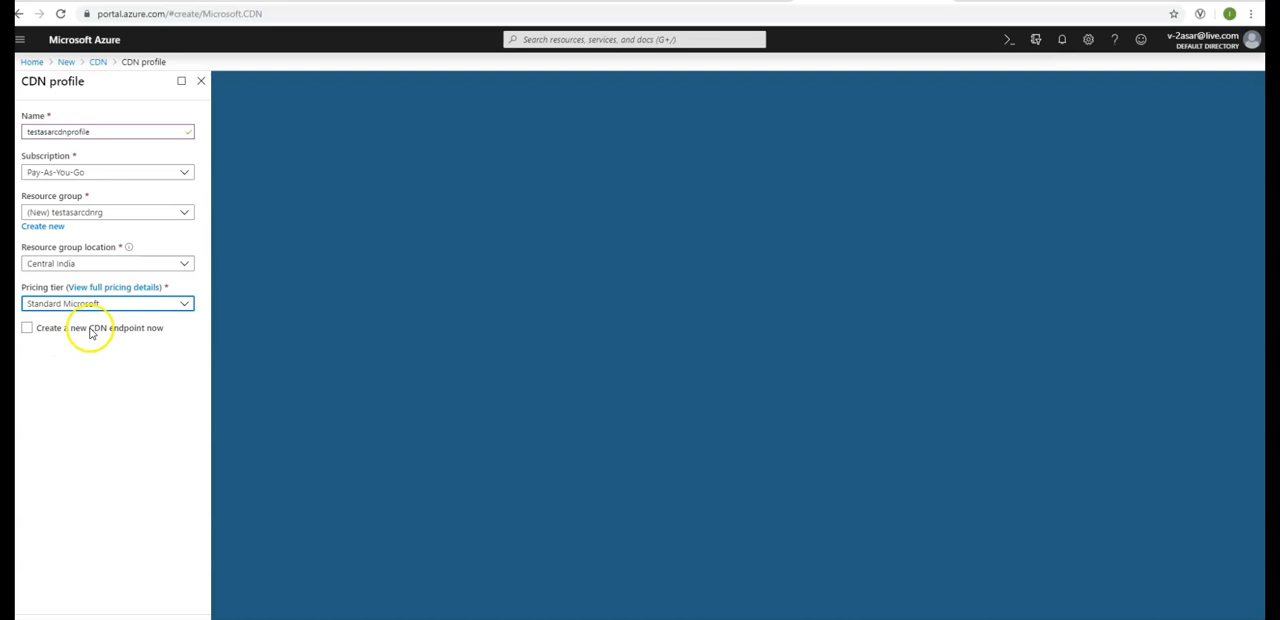 portal.azure.com/#create/Microsoft.CDN
Microsoft Azure
Search resources, services, and docs (G+/)
v-2asar@live.com
DEFAULT DIRECTORY
Home > New > CDN > CDN profile
CDN profile
Name *
testasarcdnprofile
Subscription *
Pay-As-You-Go
Resource group *
(New) testasarcdnrg
Create new
Resource group location *
Central India
Pricing tier (View full pricing details) *
Standard Microsoft
Create a new CDN endpoint now